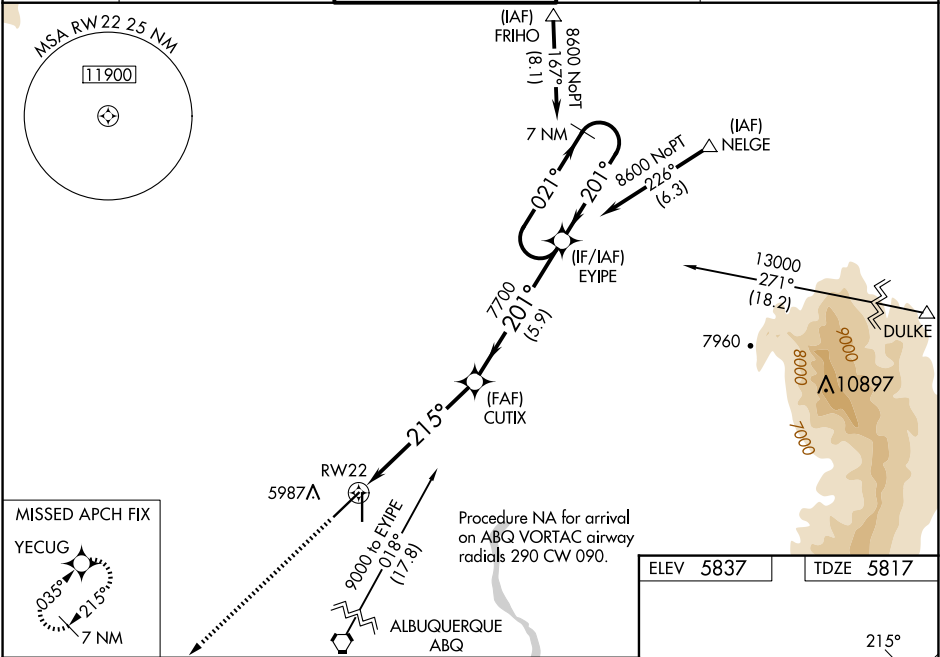 MSA RW 22 25 NM
11900
(IAF)
FRIHO
8600 NoPT
167°
(8.1)
7 NM
(IAF)
NELGE
8600 NoPT
226°
(6.3)
021°
201°
(IF/IAF)
EYIPE
13000
271°
(18.2)
DULKE
7700
201°
(5.9)
7960
9000
8000
10897
7000
(FAF)
CUTIX
215°
RW22
5987
MISSED APCH FIX
YECUG
035°
215°
7 NM
9000 to EYIPE
018°
(17.8)
Procedure NA for arrival
on ABQ VORTAC airway
radials 290 CW 090.
ALBUQUERQUE
ABQ
ELEV 5837
TDZE 5817
215°